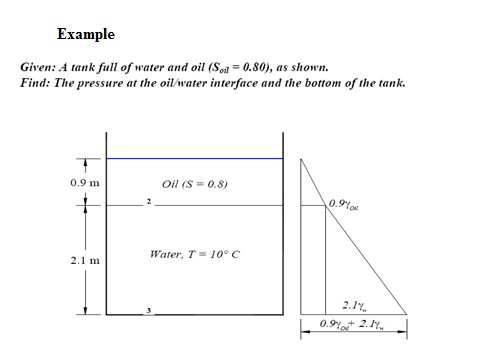 Example
Given: A tank full of water and oil (Soil = 0.80), as shown.
Find: The pressure at the oil/water interface and the bottom of the tank.
0.9 m
Oil (S = 0.8)
2
0.9γoil
2.1 m
Water, T = 10° C
3
2.1γw
0.9γoil + 2.1γw